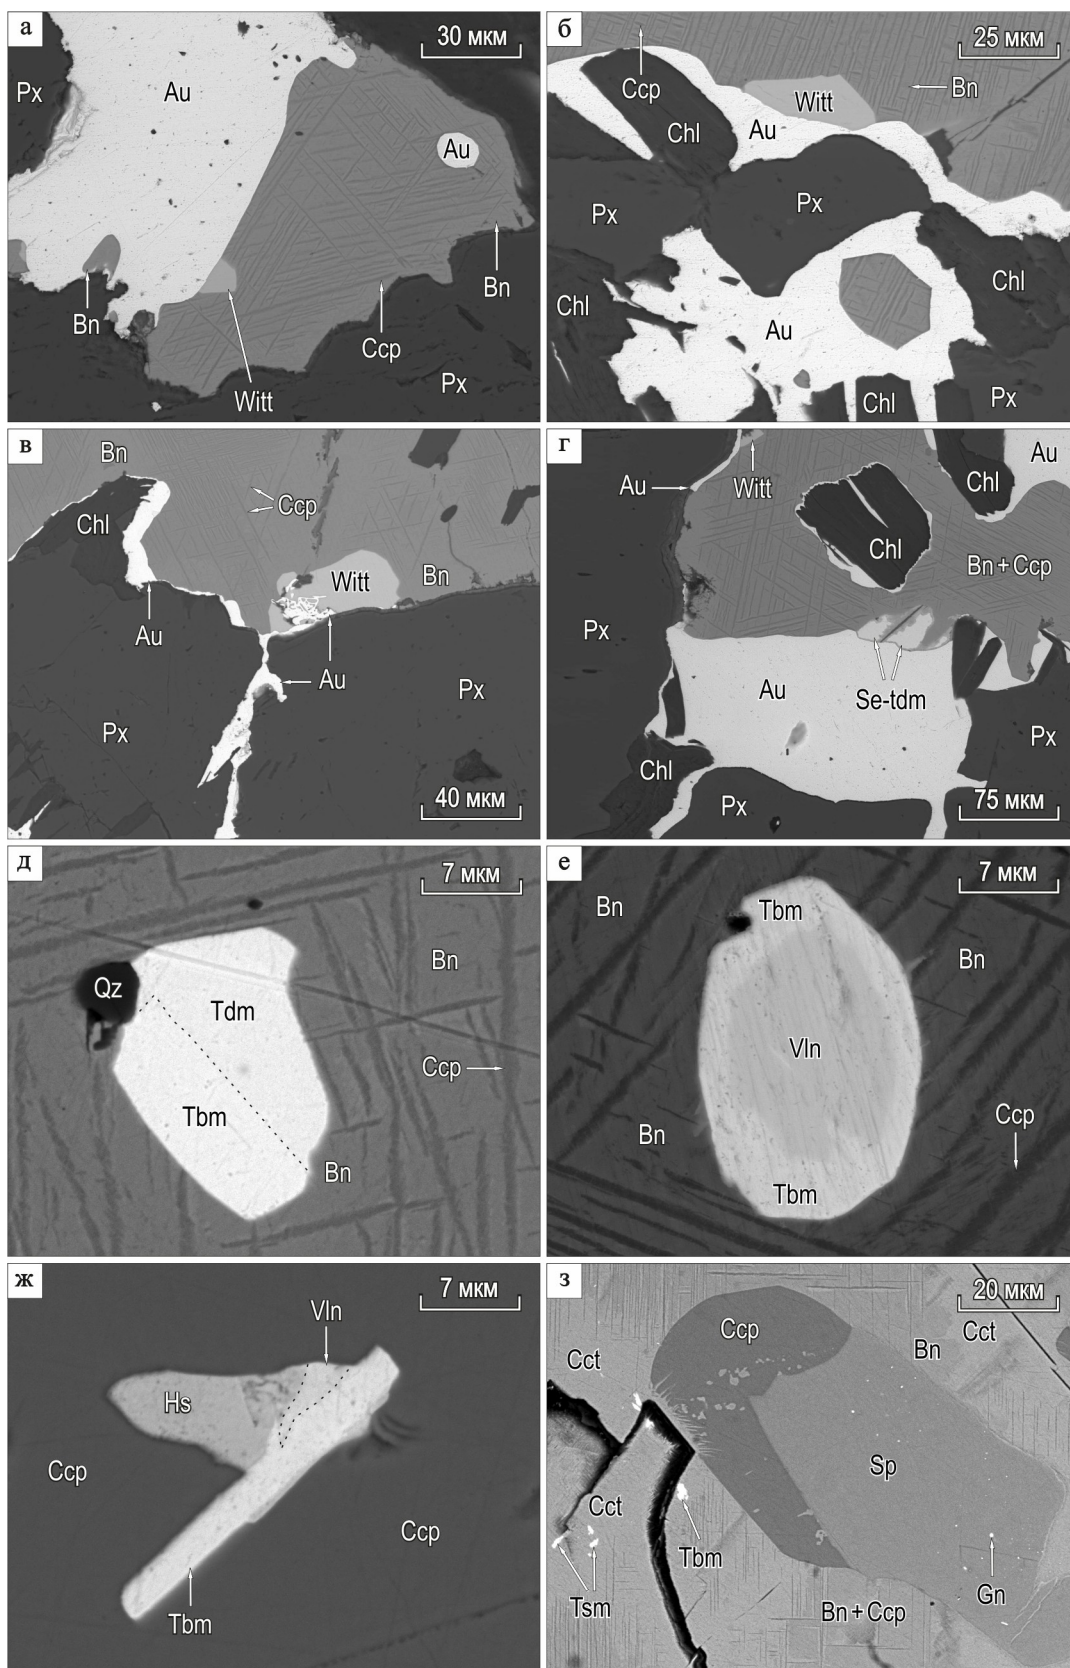 а
30 мкм
Px
Au
Au
Bn
Bn
Ccp
Witt
Px
б
25 мкм
Ccp
Witt
Bn
Chl
Au
Px
Px
Chl
Chl
Au
Chl
Px
в
Bn
Ccp
Chl
Witt
Bn
Au
Au
Px
Px
40 мкм
г
Au
Au
Witt
Chl
Chl
Bn + Ccp
Px
Au
Se-tdm
Px
Chl
Px
75 мкм
д
7 мкм
Bn
Qz
Tdm
Ccp
Tbm
Bn
е
7 мкм
Bn
Tbm
Bn
Vln
Ccp
Bn
Tbm
ж
7 мкм
Vln
Hs
Ccp
Ccp
Tbm
з
20 мкм
Ccp
Cct
Bn
Cct
Sp
Cct
Tbm
Tsm
Gn
Bn + Ccp